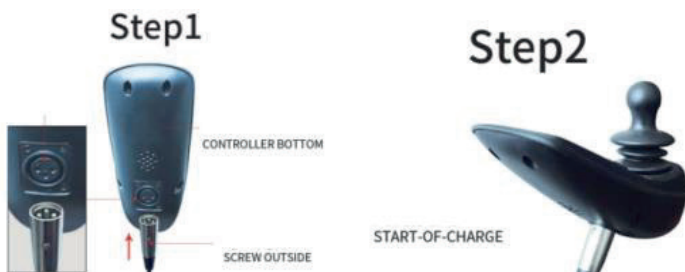 Step1
Step2
CONTROLLER BOTTOM
START-OF-CHARGE
SCREW OUTSIDE